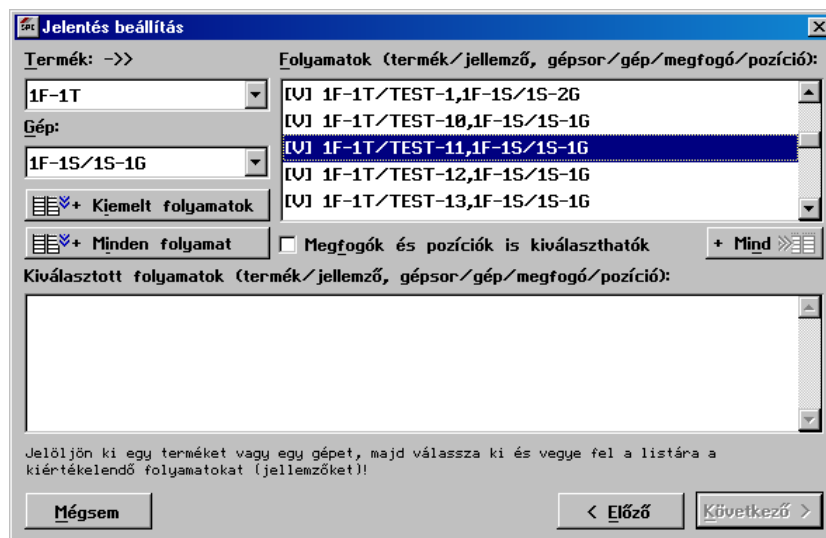 SPC Jelentés beállítás
Termék: ->>
1F-1T
Gép:
1F-1S/1S-1G
+ Kiemelt folyamatok
+ Minden folyamat
Folyamatok (termék/jellemző, gépsor/gép/megfogó/pozíció):
[V] 1F-1T/TEST-1,1F-1S/1S-2G
[V] 1F-1T/TEST-10,1F-1S/1S-1G
[V] 1F-1T/TEST-11,1F-1S/1S-1G
[V] 1F-1T/TEST-12,1F-1S/1S-1G
[V] 1F-1T/TEST-13,1F-1S/1S-1G
Megfogók és pozíciók is kiválaszthatók
+ Mind
Kiválasztott folyamatok (termék/jellemző, gépsor/gép/megfogó/pozíció):
Jelöljön ki egy terméket vagy egy gépet, majd válassza ki és vegye fel a listára a
kiértékelendő folyamatokat (jellemzőket)!
Mégsem
< Előző
Következő >